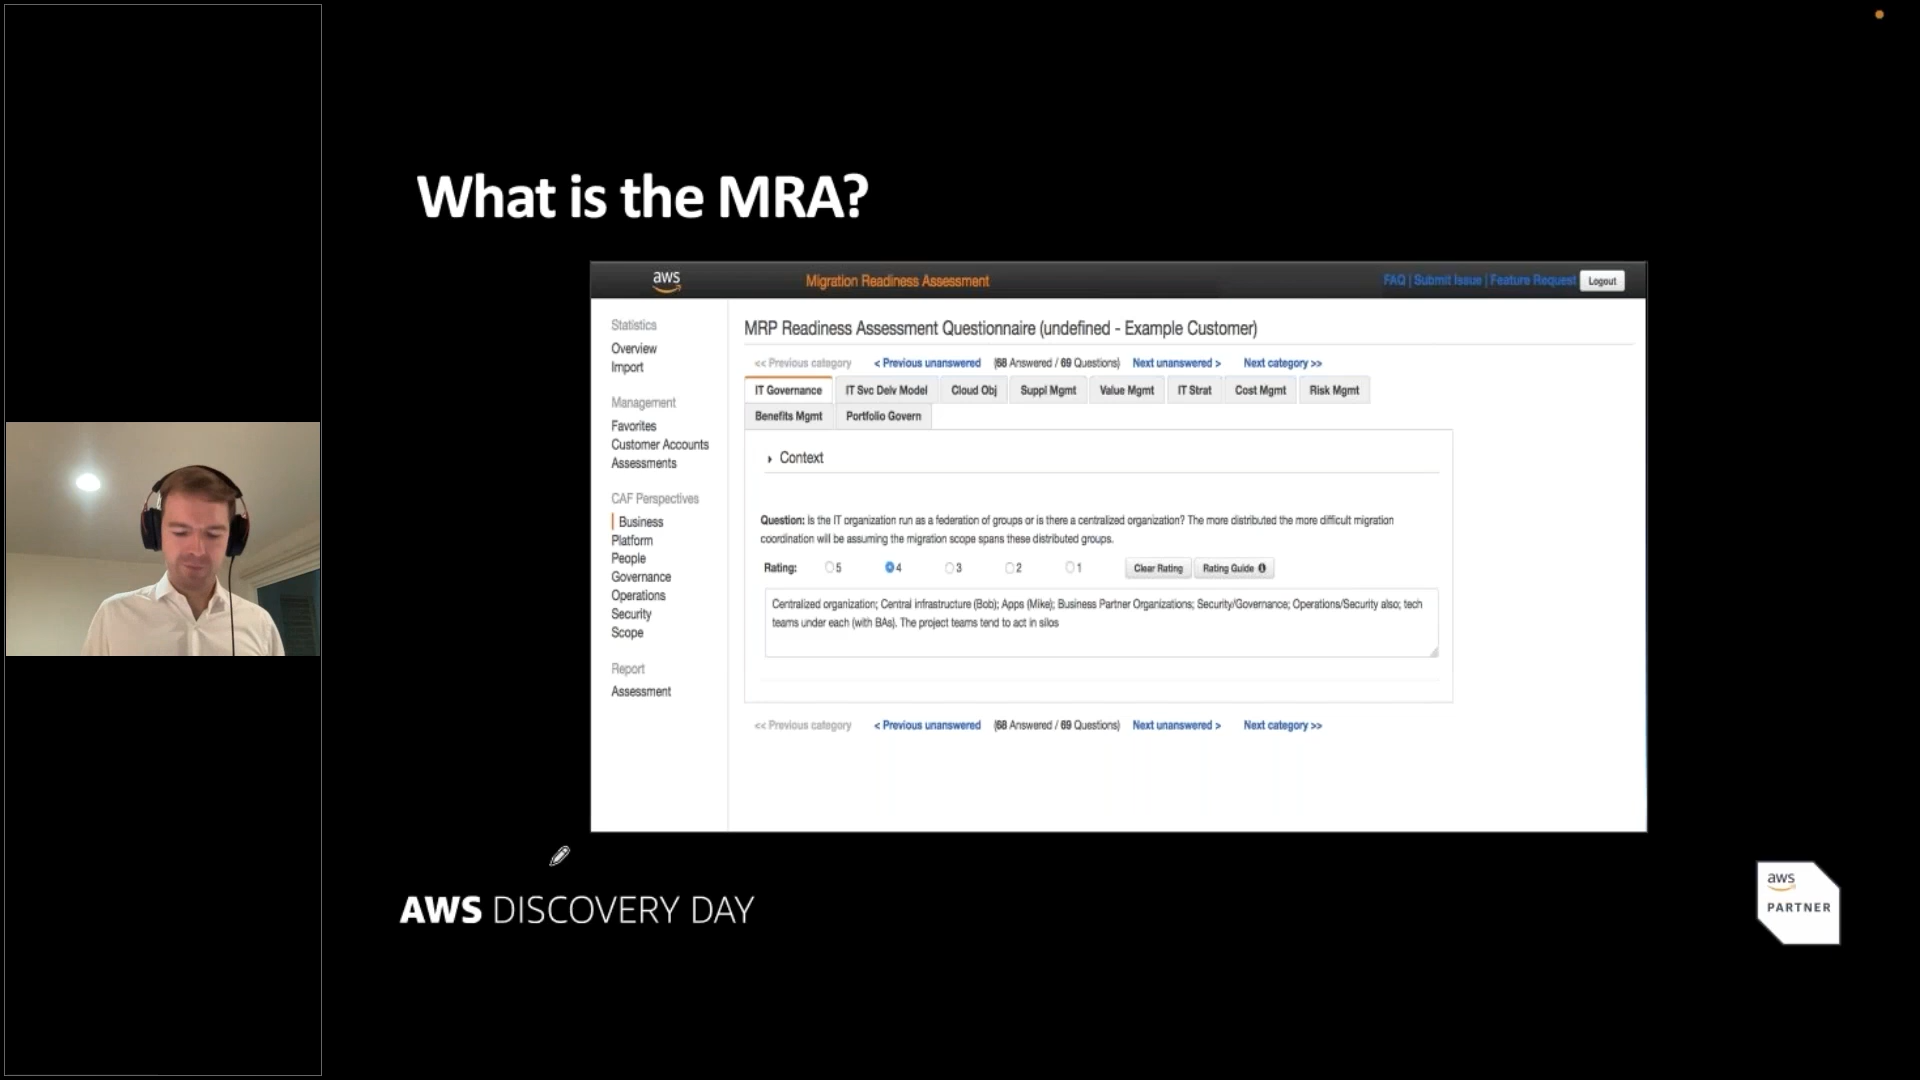 What is the MRA?
aws
Migration Readiness Assessment
FAQ | Submit Issue | Feature Request
Logout
Statistics
Overview
Import
Management
Favorites
Customer Accounts
Assessments
CAF Perspectives
Business
Platform
People
Governance
Operations
Security
Scope
Report
Assessment
MRP Readiness Assessment Questionnaire (undefined - Example Customer)
<< Previous category < Previous unanswered (68 Answered / 69 Questions) Next unanswered > Next category >>
IT Governance IT Svc Delv Model Cloud Obj Suppl Mgmt Value Mgmt IT Strat Cost Mgmt Risk Mgmt
Benefits Mgmt Portfolio Govern
Context
Question: Is the IT organization run as a federation of groups or is there a centralized organization? The more distributed the more difficult migration
coordination will be assuming the migration scope spans these distributed groups.
Rating: 5 4 3 2 1 Clear Rating Rating Guide
Centralized organization; Central infrastructure (Bob); Apps (Mike); Business Partner Organizations; Security/Governance; Operations/Security also; tech
teams under each (with BAs). The project teams tend to act in silos
<< Previous category < Previous unanswered (68 Answered / 69 Questions) Next unanswered > Next category >>
AWS DISCOVERY DAY
aws
PARTNER